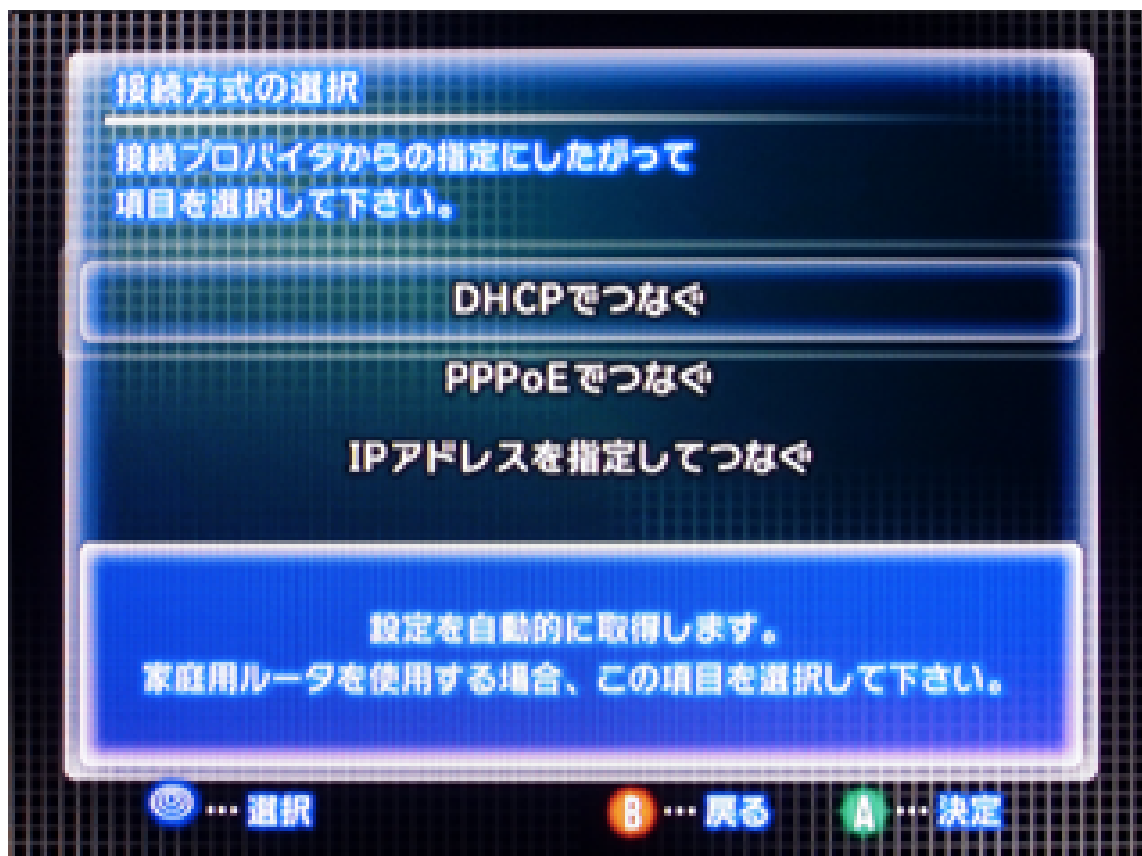 接続方式の選択
接続プロバイダからの指定にしたがって
項目を選択して下さい。
DHCPでつなぐ
PPPoEでつなぐ
IPアドレスを指定してつなぐ
設定を自動的に取得します。
家庭用ルータを使用する場合、この項目を選択して下さい。
… 選択 B … 戻る A … 決定